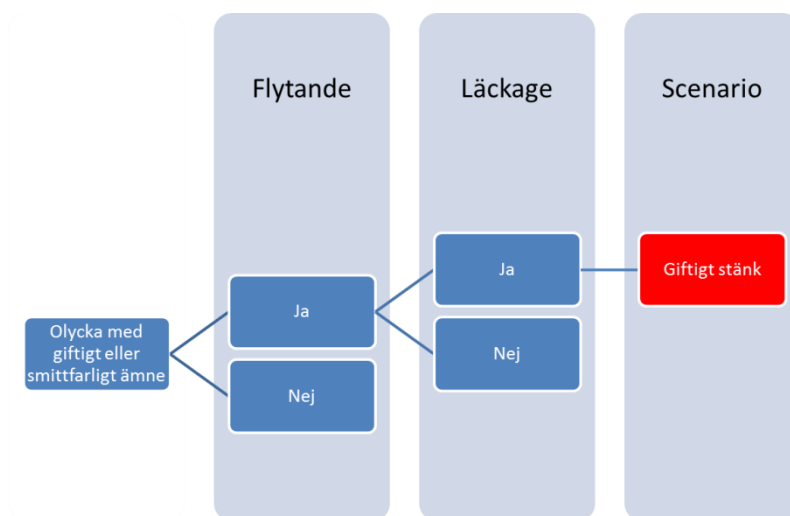 Flytande
Läckage
Scenario
Ja
Giftigt stänk
Ja
Olycka med
giftigt eller
smittfarligt ämne
Nej
Nej